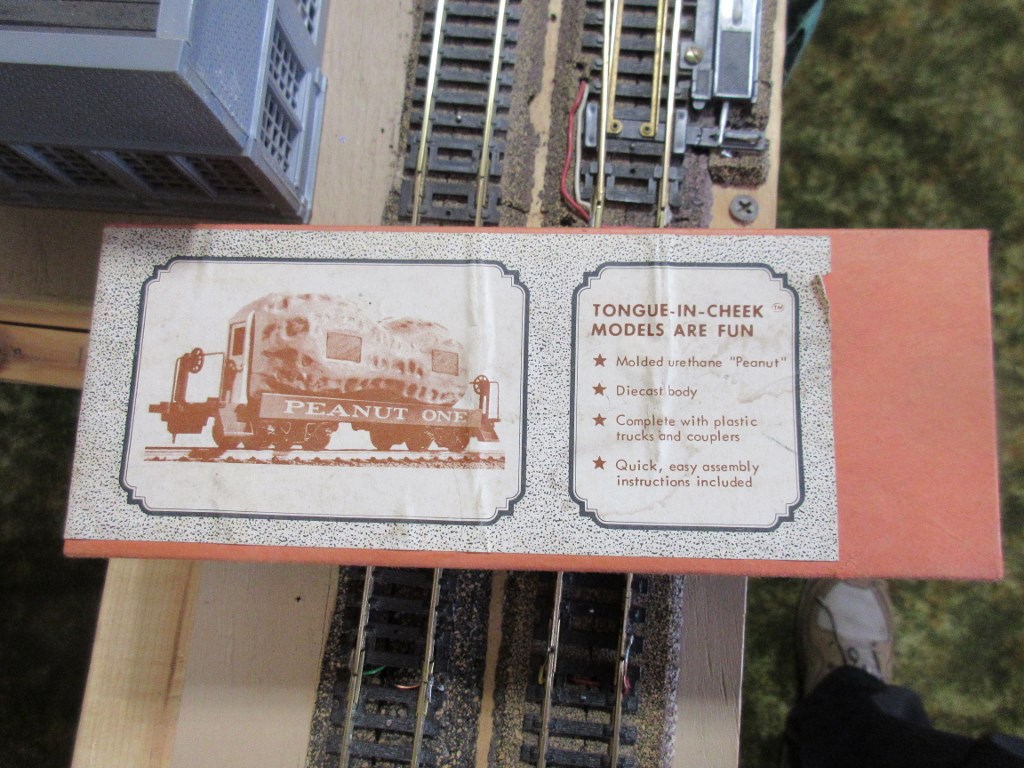 PEANUT ONE
TONGUE-IN-CHEEK ™
MODELS ARE FUN
★ Molded urethane "Peanut"
★ Diecast body
★ Complete with plastic
trucks and couplers
★ Quick, easy assembly
instructions included